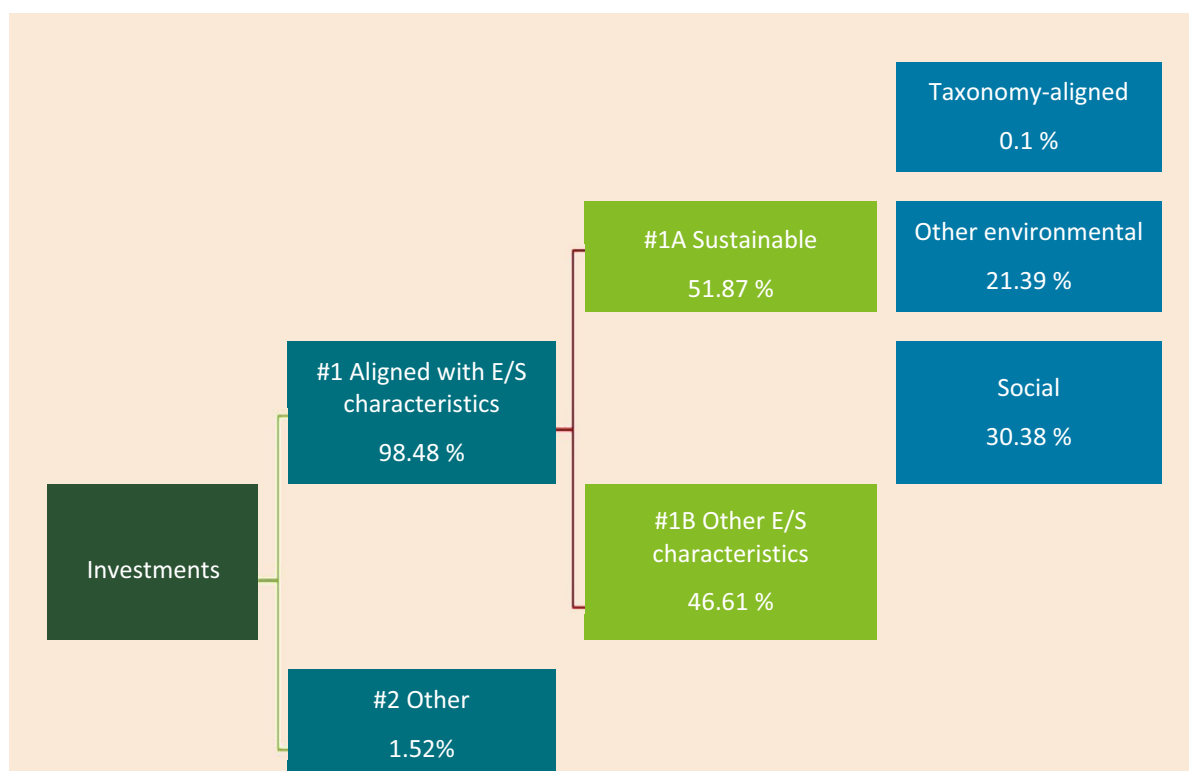 Taxonomy-aligned
0.1 %
#1A Sustainable
51.87 %
Other environmental
21.39 %
#1 Aligned with E/S
characteristics
98.48 %
Social
30.38 %
Investments
#1B Other E/S
characteristics
46.61 %
#2 Other
1.52%